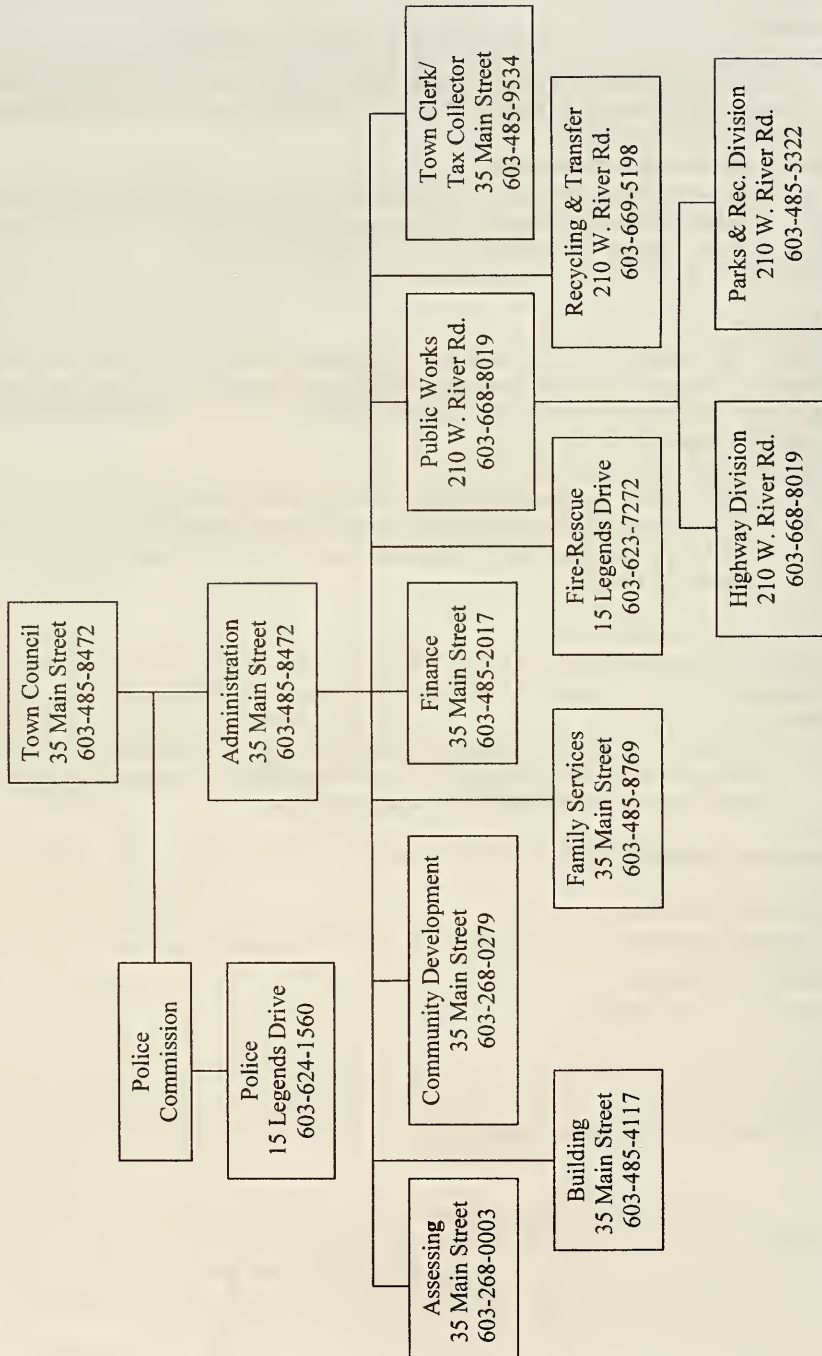 Town Council
35 Main Street
603-485-8472
Police
Commission
Police
15 Legends Drive
603-624-1560
Administration
35 Main Street
603-485-8472
Assessing
35 Main Street
603-268-0003
Building
35 Main Street
603-485-4117
Community Development
35 Main Street
603-268-0279
Family Services
35 Main Street
603-485-8769
Finance
35 Main Street
603-485-2017
Fire-Rescue
15 Legends Drive
603-623-7272
Public Works
210 W. River Rd.
603-668-8019
Recycling & Transfer
210 W. River Rd.
603-669-5198
Town Clerk/
Tax Collector
35 Main Street
603-485-9534
Highway Division
210 W. River Rd.
603-668-8019
Parks & Rec. Division
210 W. River Rd.
603-485-5322